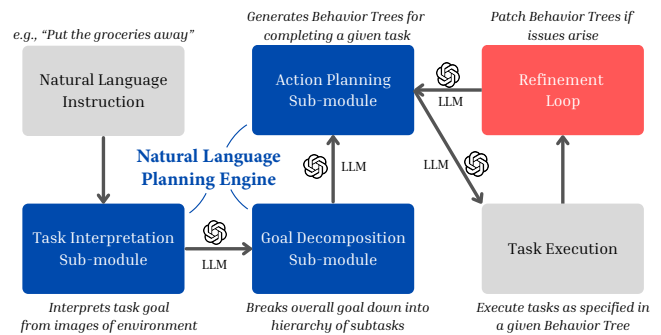 e.g., “Put the groceries away”
Natural Language
Instruction
Generates Behavior Trees for
completing a given task
Action Planning
Sub-module
Patch Behavior Trees if
issues arise
Refinement
Loop
LLM
LLM
LLM
Natural Language
Planning Engine
Task Interpretation
Sub-module
LLM
Goal Decomposition
Sub-module
Task Execution
Interprets task goal
from images of environment
Breaks overall goal down into
hierarchy of subtasks
Execute tasks as specified in
a given Behavior Tree